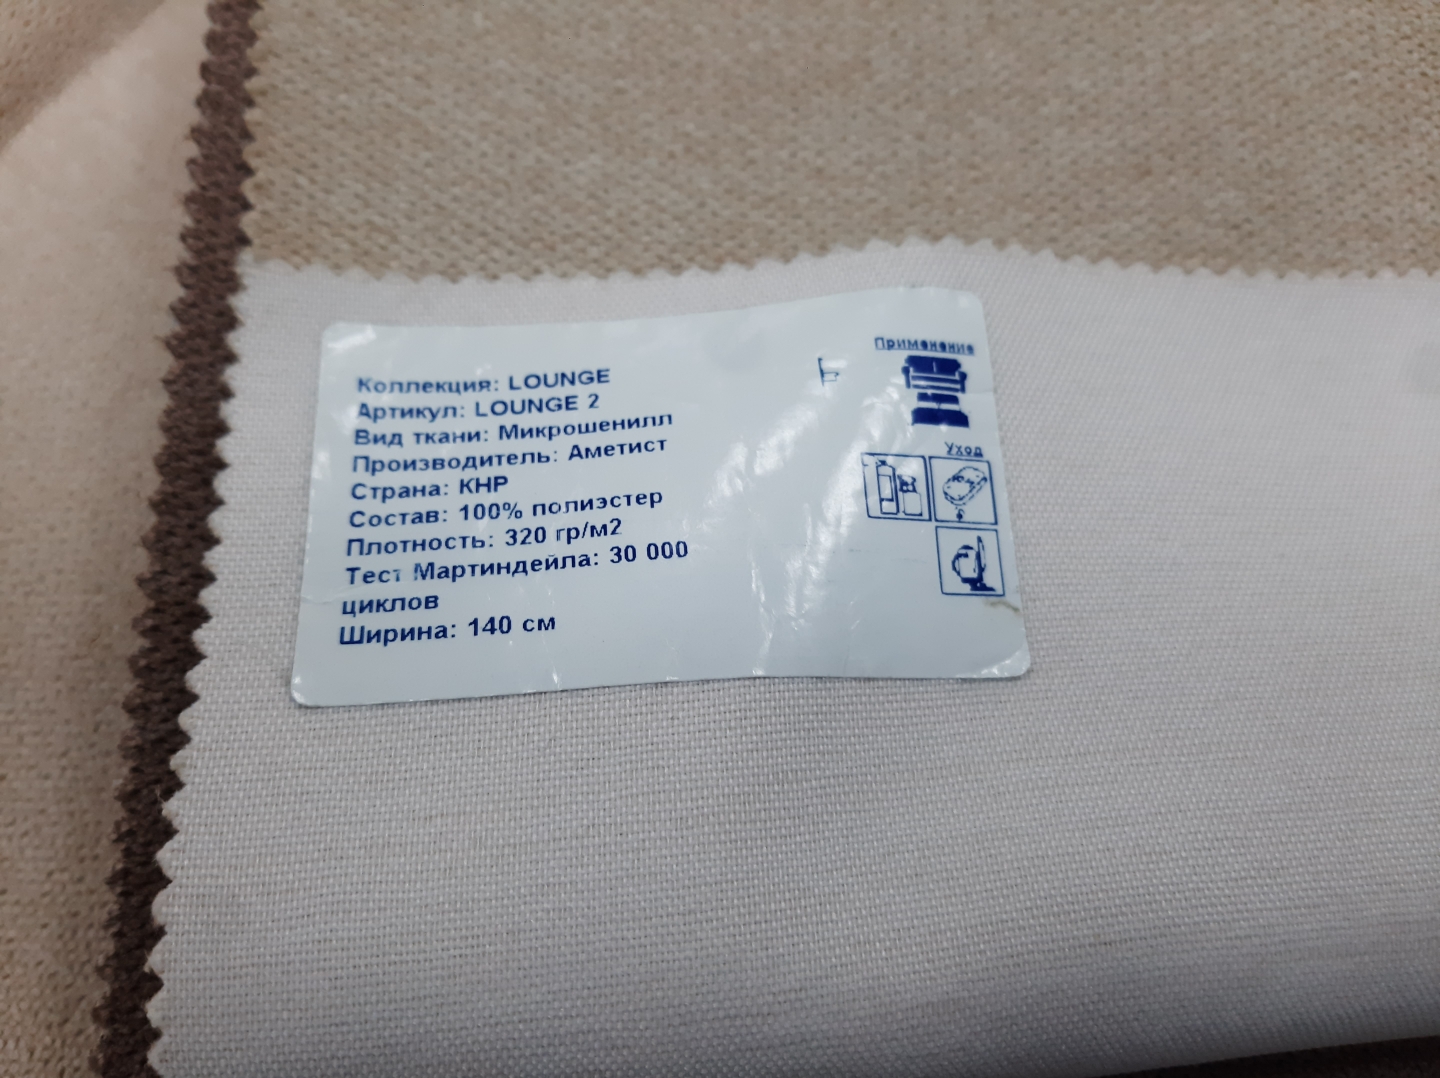 Коллекция: LOUNGE
Артикул: LOUNGE 2
Вид ткани: Микрошенилл
Производитель: Аметист
Страна: КНР
Состав: 100% полиэстер
Плотность: 320 гр/м2
Тест Мартиндейла: 30 000
циклов
Ширина: 140 см
Применение
Уход